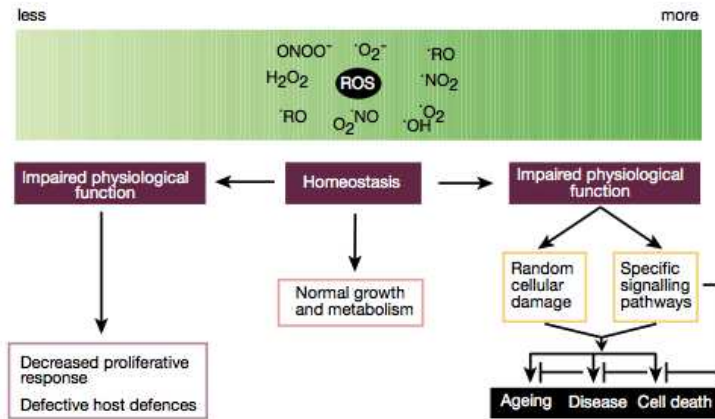 less more
ONOO⁻ ·O₂⁻ ·RO
H₂O₂ ROS ·NO₂
·RO O₂ ·NO ·OH ·O₂
Impaired physiological
function
Homeostasis
Impaired physiological
function
Normal growth
and metabolism
Random
cellular
damage
Specific
signalling
pathways
Decreased proliferative
response
Defective host defences
Ageing Disease Cell death